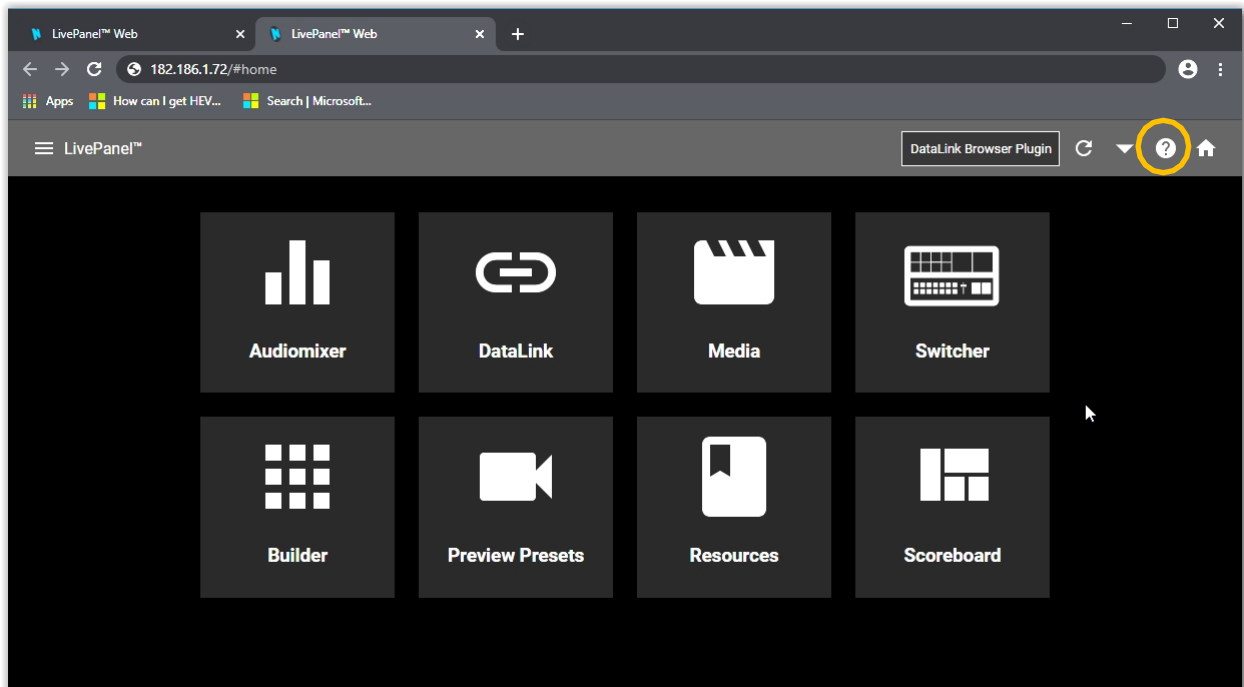 LivePanel™ Web
LivePanel™ Web
182.186.1.72/#home
Apps How can I get HEV... Search | Microsoft...
LivePanel™ DataLink Browser Plugin ?
Audiomixer DataLink Media Switcher
Builder Preview Presets Resources Scoreboard